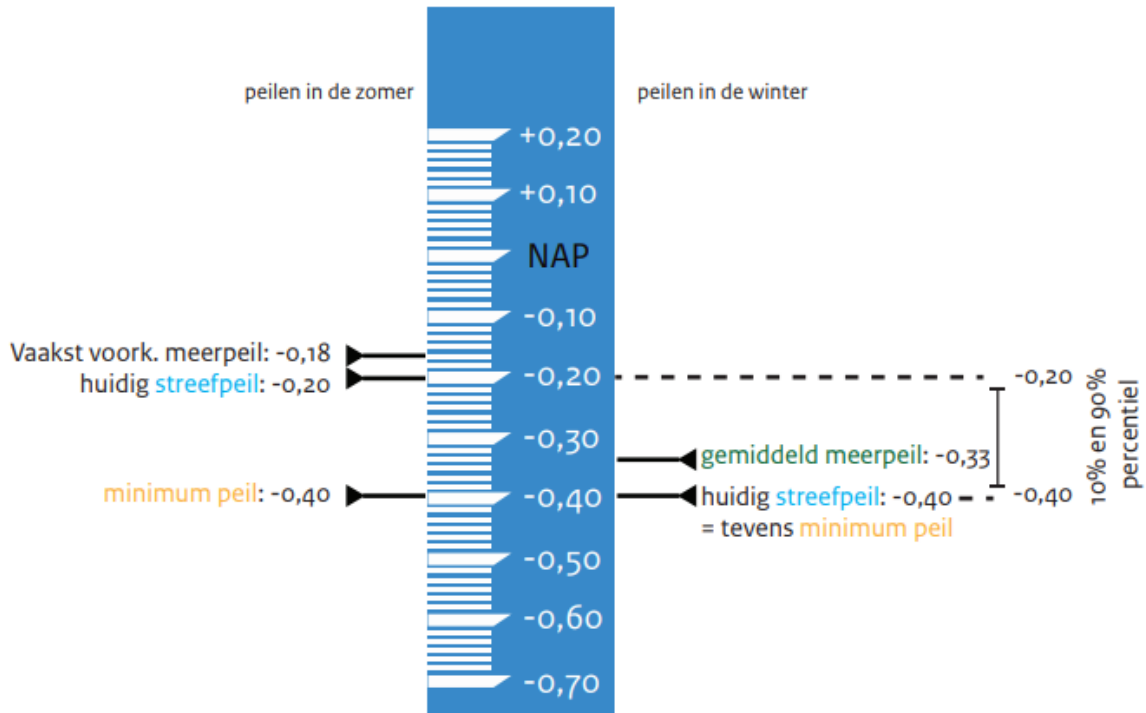 peilen in de zomer
peilen in de winter
+0,20
+0,10
NAP
-0,10
Vaakst voork. meerpeil: -0,18
huidig streefpeil: -0,20
-0,20
-0,20
-0,30
gemiddeld meerpeil: -0,33
minimum peil: -0,40
-0,40
huidig streefpeil: -0,40
-0,40
= tevens minimum peil
10% en 90%
percentiel
-0,50
-0,60
-0,70